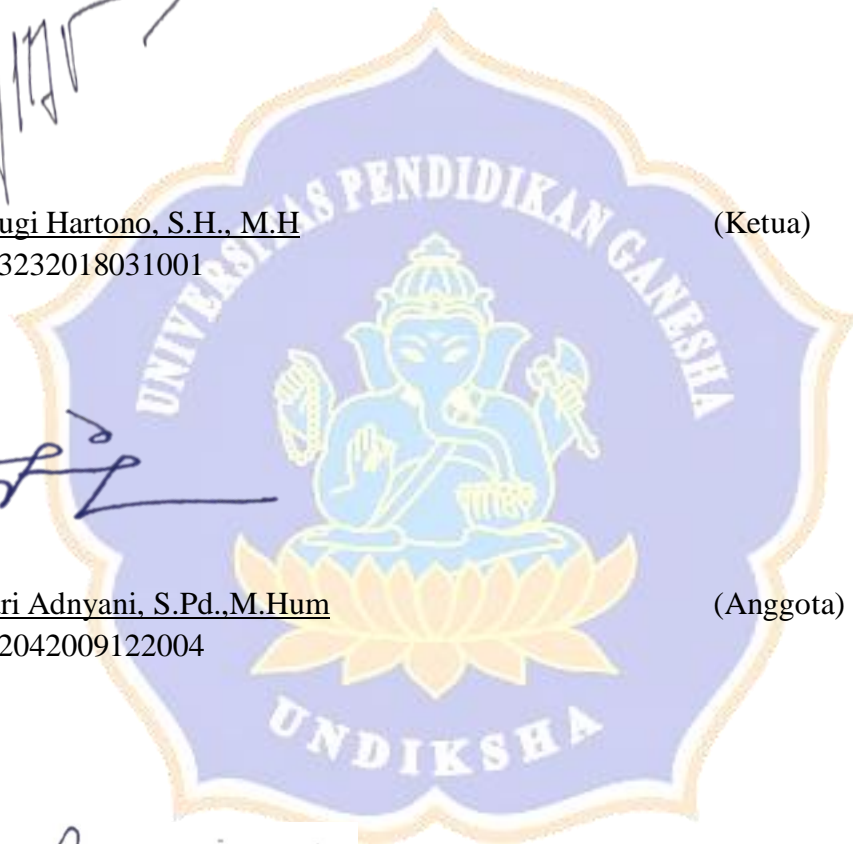 UNIVERSITAS PENDIDIKAN GANESHA
ugi Hartono, S.H., M.H (Ketua)
3232018031001
ri Adnyani, S.Pd.,M.Hum (Anggota)
2042009122004
UNDIKSHA